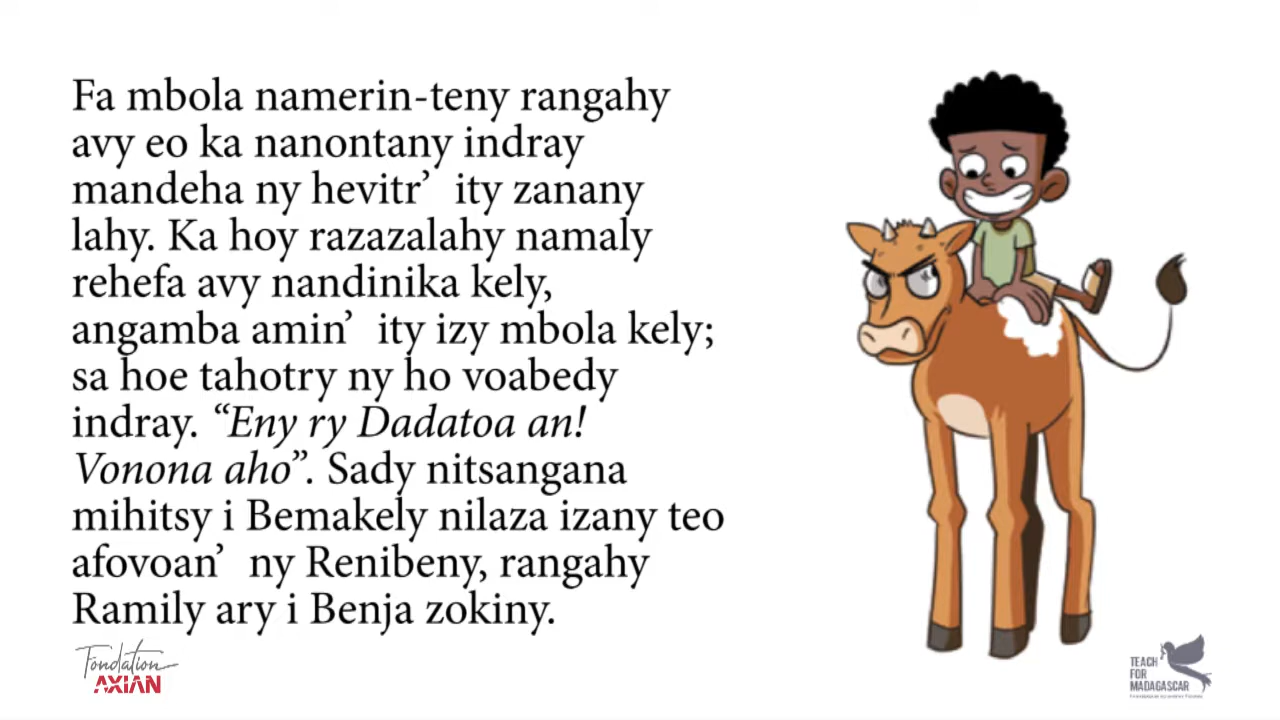 Fa mbola namerin-teny rangahy
avy eo ka nanontany indray
mandeha ny hevitr’ ity zanany
lahy. Ka hoy razazalahy namaly
rehefa avy nandinika kely,
angamba amin’ ity izy mbola kely;
sa hoe tahotry ny ho voabedy
indray. “Eny ry Dadatoa an!
Vonona aho”. Sady nitsangana
mihitsy i Bemakely nilaza izany teo
afovoan’ ny Renibeny, rangahy
Ramily ary i Benja zokiny.
Fondation
AXIAN
TEACH
FOR
MADAGASCAR